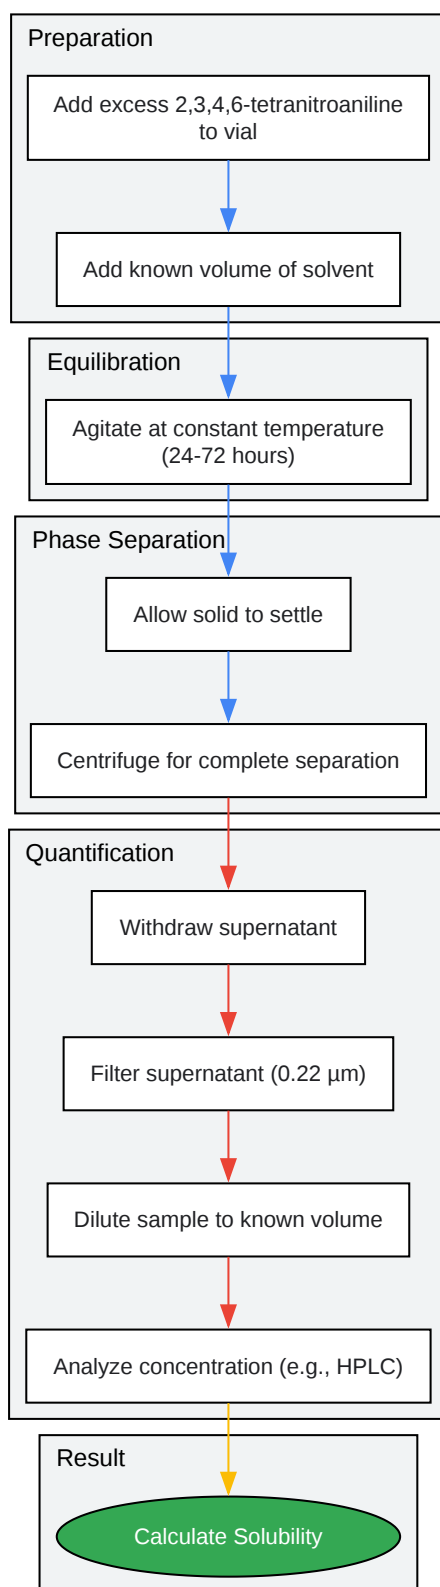 Preparation
Add excess 2,3,4,6-tetranitroaniline
to vial
Add known volume of solvent
Equilibration
Agitate at constant temperature
(24-72 hours)
Phase Separation
Allow solid to settle
Centrifuge for complete separation
Quantification
Withdraw supernatant
Filter supernatant (0.22 µm)
Dilute sample to known volume
Analyze concentration (e.g., HPLC)
Result
Calculate Solubility